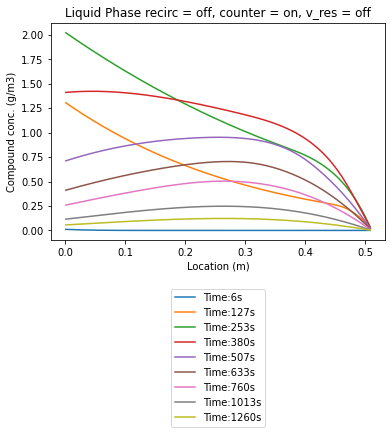 Liquid Phase recirc = off, counter = on, v_res = off
Compound conc. (g/m3)
2.00
1.75
1.50
1.25
1.00
0.75
0.50
0.25
0.00
0.0 0.1 0.2 0.3 0.4 0.5
Location (m)
Time:6s
Time:127s
Time:253s
Time:380s
Time:507s
Time:633s
Time:760s
Time:1013s
Time:1260s